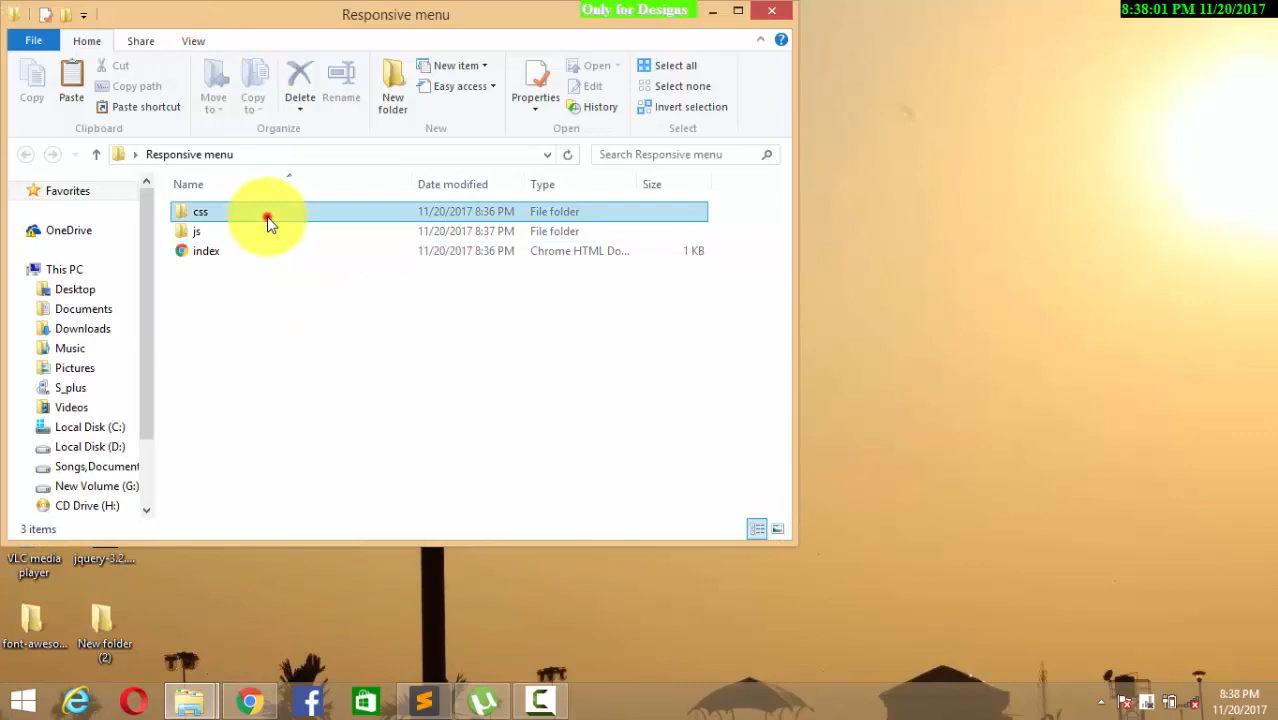 Responsive menu
Only for Designs
8:38:01 PM 11/20/2017
File
Home
Share
View
Copy
Paste
Cut
Copy path
Paste shortcut
Clipboard
Move to
Copy to
Delete
Rename
Organize
New folder
New item
Easy access
New
Properties
Open
Edit
History
Open
Select all
Select none
Invert selection
Select
Responsive menu
Search Responsive menu
Name
Date modified
Type
Size
css 11/20/2017 8:36 PM File folder
js 11/20/2017 8:37 PM File folder
index 11/20/2017 8:36 PM Chrome HTML Do... 1 KB
Favorites
OneDrive
This PC
Desktop
Documents
Downloads
Music
Pictures
S_plus
Videos
Local Disk (C:)
Local Disk (D:)
Songs,Document
New Volume (G:)
CD Drive (H:)
3 items
VLC media player
jquery-3.2....
font-aweso...
New folder (2)
8:38 PM
11/20/2017